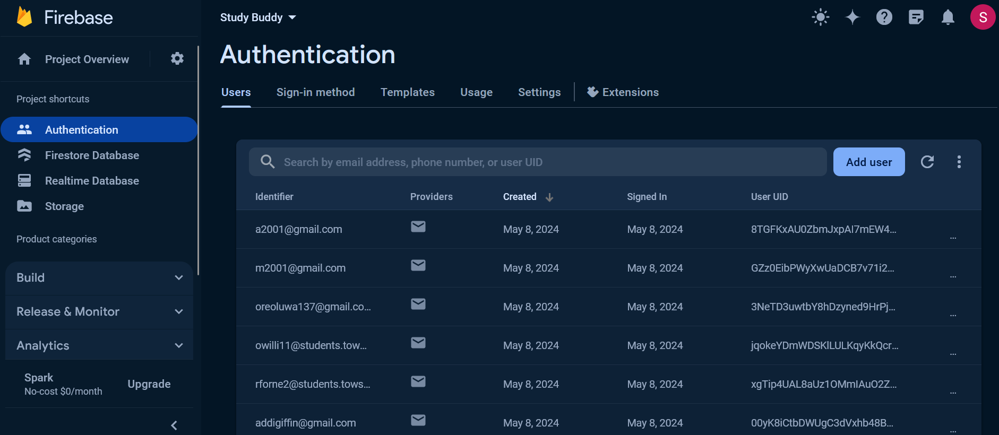 Firebase
Study Buddy
S
Project Overview
Project shortcuts
Authentication
Firestore Database
Realtime Database
Storage
Product categories
Build
Release & Monitor
Analytics
Spark
No-cost $0/month
Upgrade
Authentication
Users Sign-in method Templates Usage Settings Extensions
Search by email address, phone number, or user UID
Add user
Identifier Providers Created Signed In User UID
a2001@gmail.com May 8, 2024 May 8, 2024 8TGFKxAU0ZbmJxpAI7mEW4... ...
m2001@gmail.com May 8, 2024 May 8, 2024 GZz0EibPWyXwUaDCB7v71i2... ...
oreoluwa137@gmail.co... May 8, 2024 May 8, 2024 3NeTD3uwtbY8hDzyned9HrPj... ...
owilli11@students.tow... May 8, 2024 May 8, 2024 jqokeYDmWDSKlLULKqyKkQcr... ...
rforne2@students.tows... May 8, 2024 May 8, 2024 xgTip4UAL8aUz1OMmIAuO2Z... ...
addigiffin@gmail.com May 8, 2024 May 8, 2024 00yK8iCtbDWUgC3dVxhb48B... ...